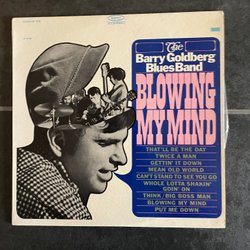 The
Barry Goldberg
Blues Band
BLOWING
MY MIND
THAT'LL BE THE DAY
TWICE A MAN
GETTIN' IT DOWN
MEAN OLD WORLD
CAN'T STAND TO SEE YOU GO
WHOLE LOTTA SHAKIN'
GOIN' ON
THINK/BIG BOSS MAN
BLOWING MY MIND
PUT ME DOWN